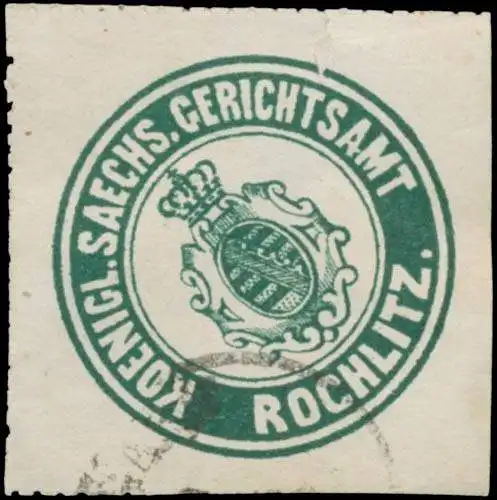 KOENIGL. SAECHS. GERICHTSAMT
ROCHLITZ.